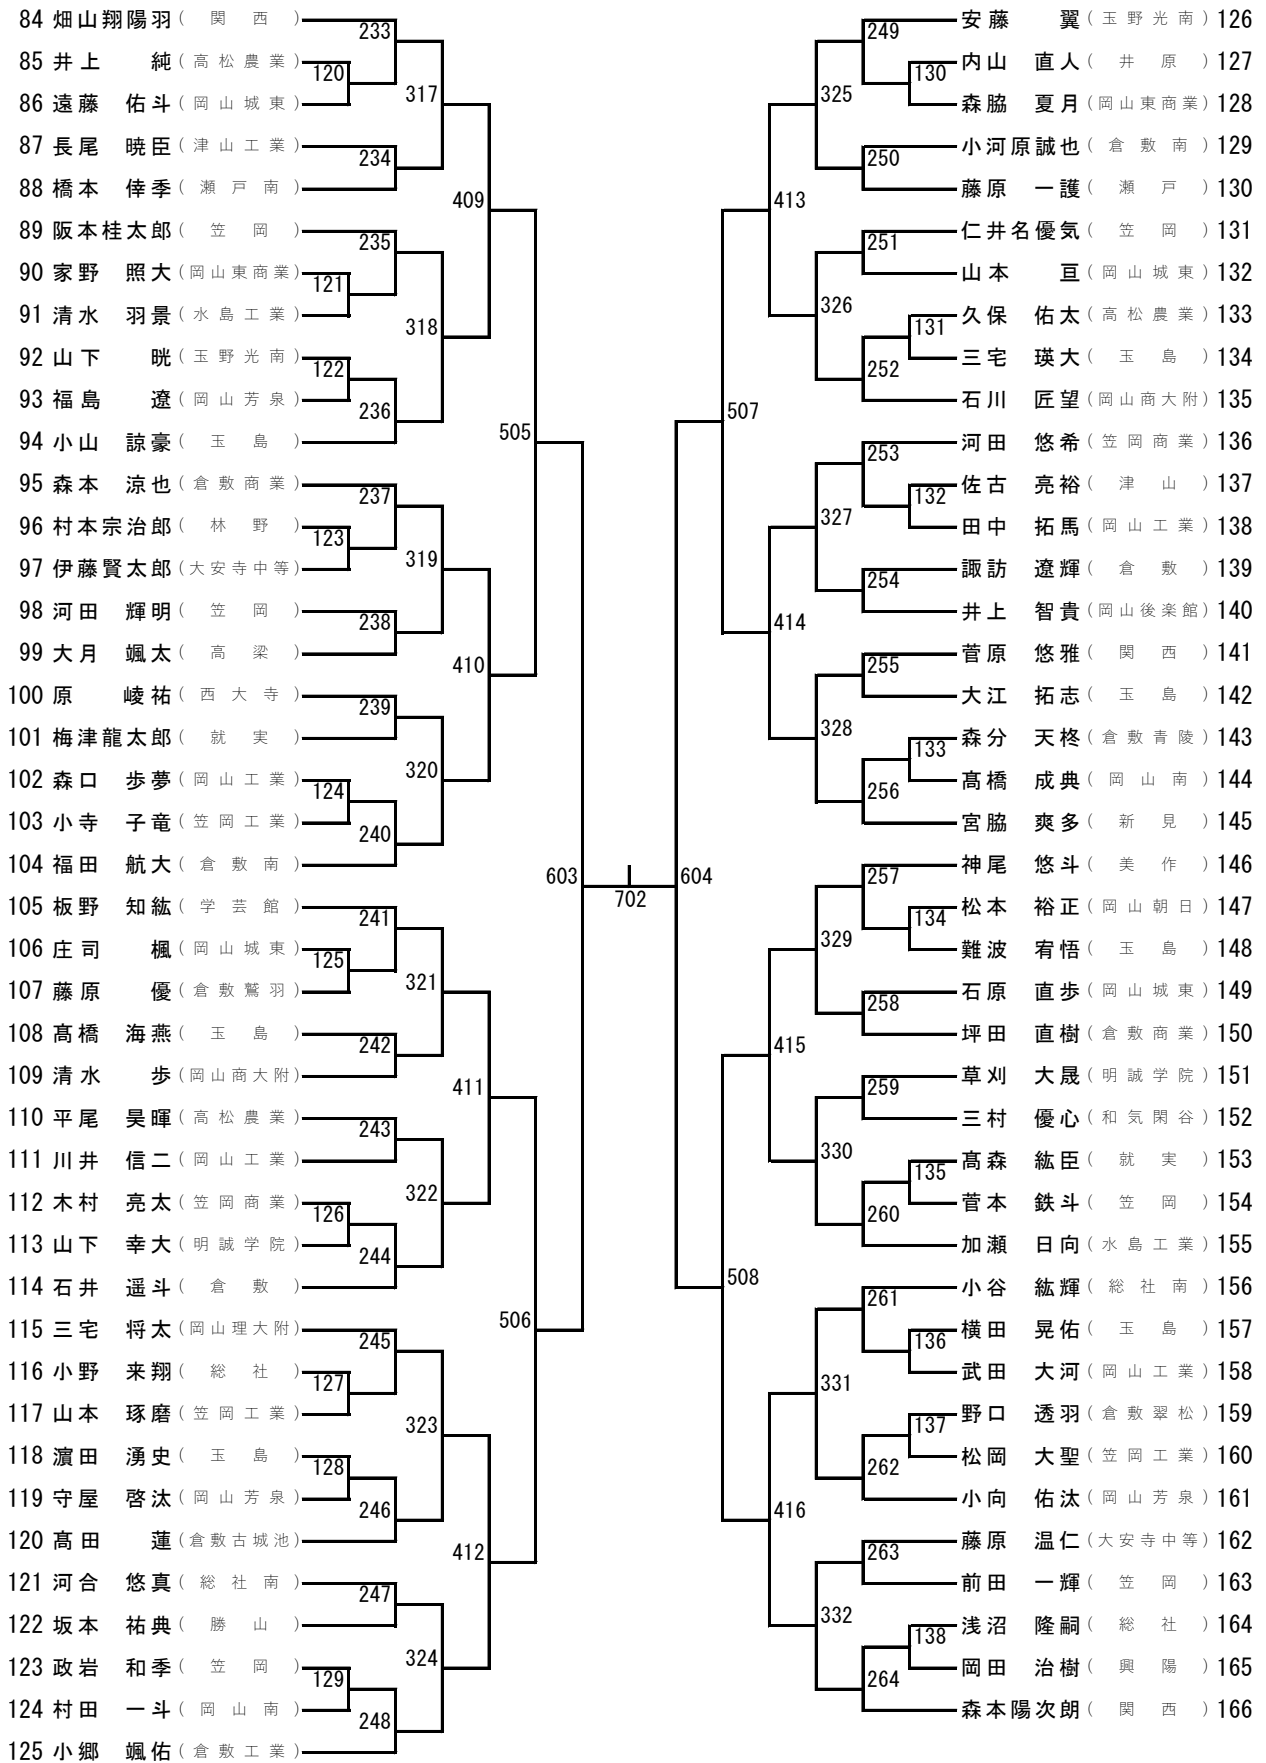 84 畑山翔陽羽 （関西）
85 井上 純 （高松農業）
86 遠藤 佑斗 （岡山城東）
87 長尾 暁臣 （津山工業）
88 橋本 倖季 （瀬戸南）
89 阪本桂太郎 （笠岡）
90 家野 照大 （岡山東商業）
91 清水 羽景 （水島工業）
92 山下 晄 （玉野光南）
93 福島 遼 （岡山芳泉）
94 小山 諒豪 （玉島）
95 森本 涼也 （倉敷商業）
96 村本宗治郎 （林野）
97 伊藤賢太郎 （大安寺中等）
98 河田 輝明 （笠岡）
99 大月 颯太 （高梁）
100 原 崚祐 （西大寺）
101 梅津龍太郎 （就実）
102 森口 歩夢 （岡山工業）
103 小寺 子竜 （笠岡工業）
104 福田 航大 （倉敷南）
105 板野 知紘 （学芸館）
106 庄司 楓 （岡山城東）
107 藤原 優 （倉敷鷲羽）
108 髙橋 海燕 （玉島）
109 清水 歩 （岡山商大附）
110 平尾 昊暉 （高松農業）
111 川井 信二 （岡山工業）
112 木村 亮太 （笠岡商業）
113 山下 幸大 （明誠学院）
114 石井 遥斗 （倉敷）
115 三宅 将太 （岡山理大附）
116 小野 来翔 （総社）
117 山本 琢磨 （笠岡工業）
118 濵田 湧史 （玉島）
119 守屋 啓汰 （岡山芳泉）
120 髙田 蓮 （倉敷古城池）
121 河合 悠真 （総社南）
122 坂本 祐典 （勝山）
123 政岩 和季 （笠岡）
124 村田 一斗 （岡山南）
125 小郷 颯佑 （倉敷工業）
120
121
122
123
124
125
126
127
128
129
233
234
235
236
237
238
239
240
241
242
243
244
245
246
247
248
317
318
319
320
321
322
323
324
409
410
411
412
505
506
603
702
604
507
508
413
414
415
416
325
326
327
328
329
330
331
332
249
250
251
252
253
254
255
256
257
258
259
260
261
262
263
264
130
131
132
133
134
135
136
137
138
安藤 翼 （玉野光南） 126
内山 直人 （井原） 127
森脇 夏月 （岡山東商業） 128
小河原誠也 （倉敷南） 129
藤原 一護 （瀬戸） 130
仁井名優気 （笠岡） 131
山本 亘 （岡山城東） 132
久保 佑太 （高松農業） 133
三宅 瑛大 （玉島） 134
石川 匠望 （岡山商大附） 135
河田 悠希 （笠岡商業） 136
佐古 亮裕 （津山） 137
田中 拓馬 （岡山工業） 138
諏訪 遼輝 （倉敷） 139
井上 智貴 （岡山後楽館） 140
菅原 悠雅 （関西） 141
大江 拓志 （玉島） 142
森分 天柊 （倉敷青陵） 143
髙橋 成典 （岡山南） 144
宮脇 爽多 （新見） 145
神尾 悠斗 （美作） 146
松本 裕正 （岡山朝日） 147
難波 宥悟 （玉島） 148
石原 直歩 （岡山城東） 149
坪田 直樹 （倉敷商業） 150
草刈 大晟 （明誠学院） 151
三村 優心 （和気閑谷） 152
髙森 紘臣 （就実） 153
菅本 鉄斗 （笠岡） 154
加瀬 日向 （水島工業） 155
小谷 紘輝 （総社南） 156
横田 晃佑 （玉島） 157
武田 大河 （岡山工業） 158
野口 透羽 （倉敷翠松） 159
松岡 大聖 （笠岡工業） 160
小向 佑汰 （岡山芳泉） 161
藤原 温仁 （大安寺中等） 162
前田 一輝 （笠岡） 163
浅沼 隆嗣 （総社） 164
岡田 治樹 （興陽） 165
森本陽次朗 （関西） 166